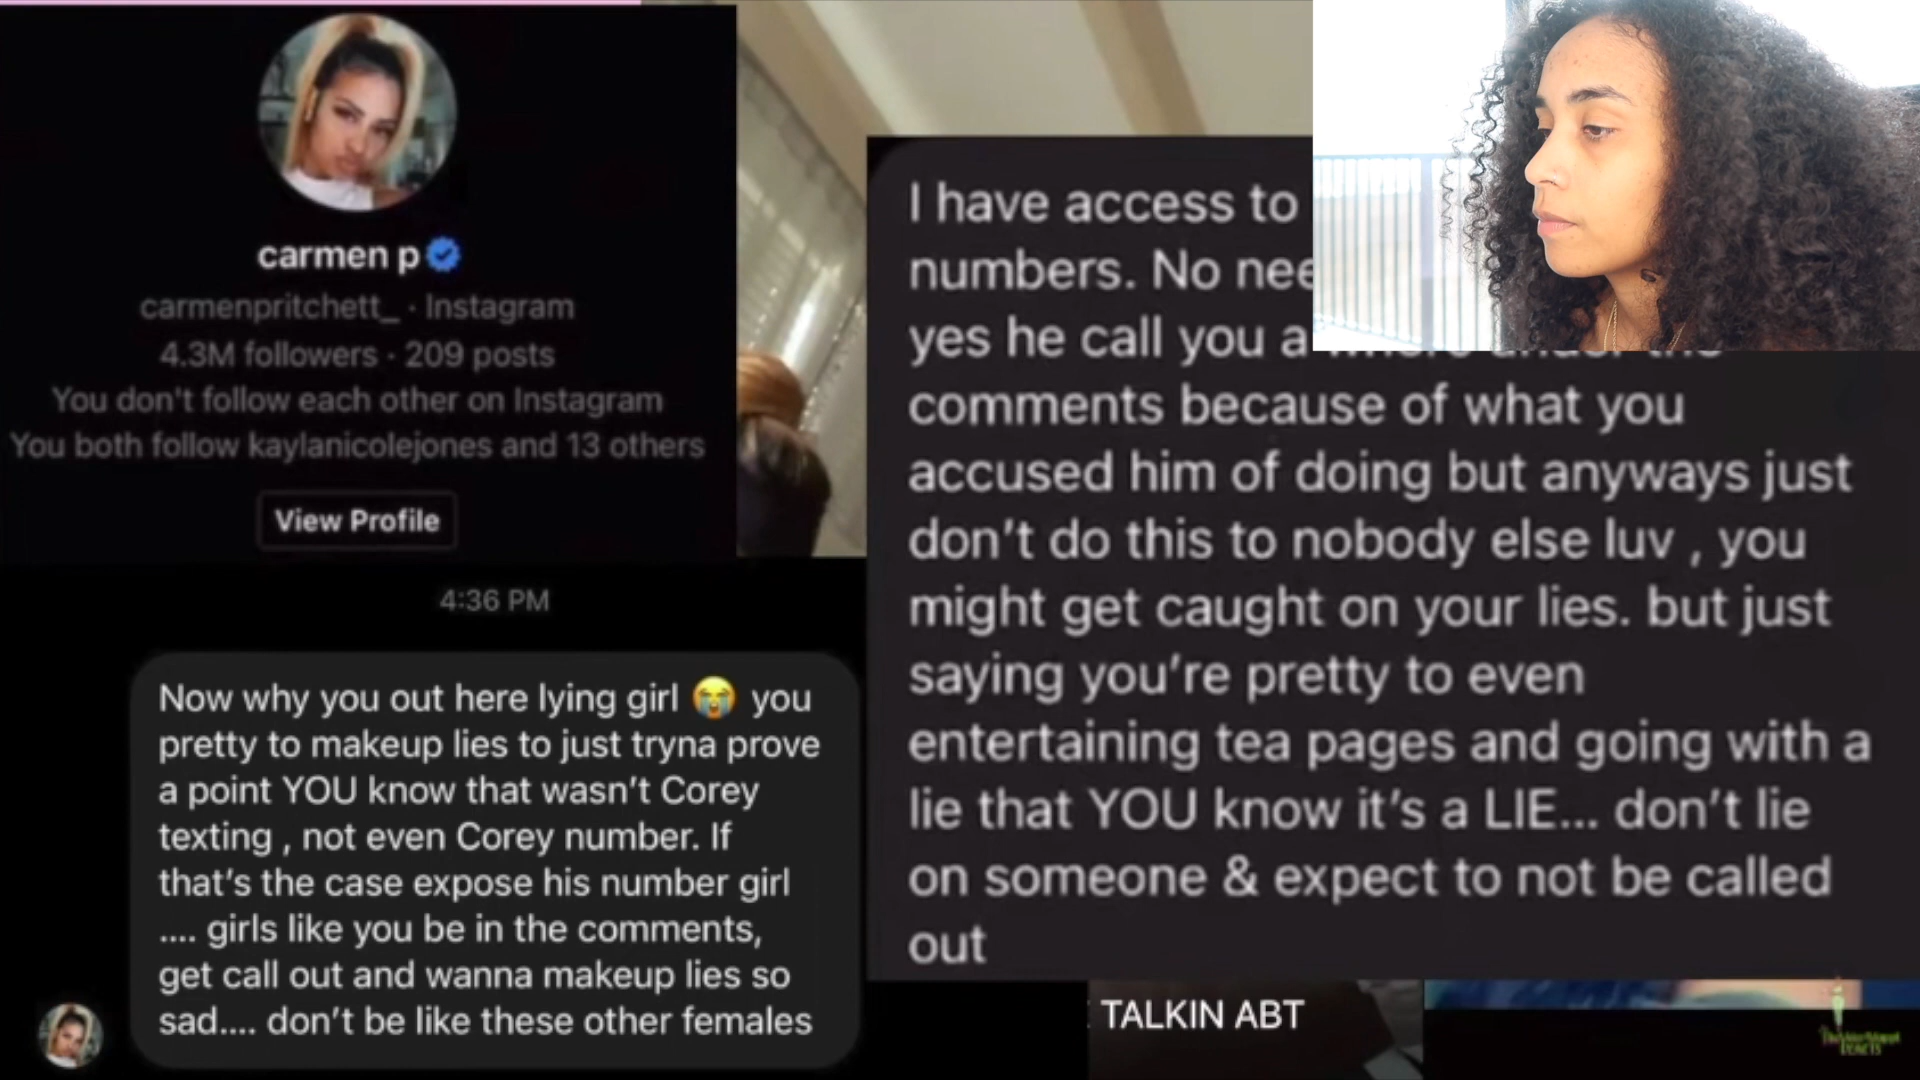 carmen p
carmenpritchett_ · Instagram
4.3M followers · 209 posts
You don't follow each other on Instagram
You both follow kaylanicolejones and 13 others
View Profile
4:36 PM
Now why you out here lying girl 😭 you
pretty to makeup lies to just tryna prove
a point YOU know that wasn't Corey
texting , not even Corey number. If
that's the case expose his number girl
.... girls like you be in the comments,
get call out and wanna makeup lies so
sad.... don't be like these other females
I have access to
numbers. No nee
yes he call you a
comments because of what you
accused him of doing but anyways just
don't do this to nobody else luv , you
might get caught on your lies. but just
saying you're pretty to even
entertaining tea pages and going with a
lie that YOU know it's a LIE... don't lie
on someone & expect to not be called
out
TALKIN ABT
REACTS